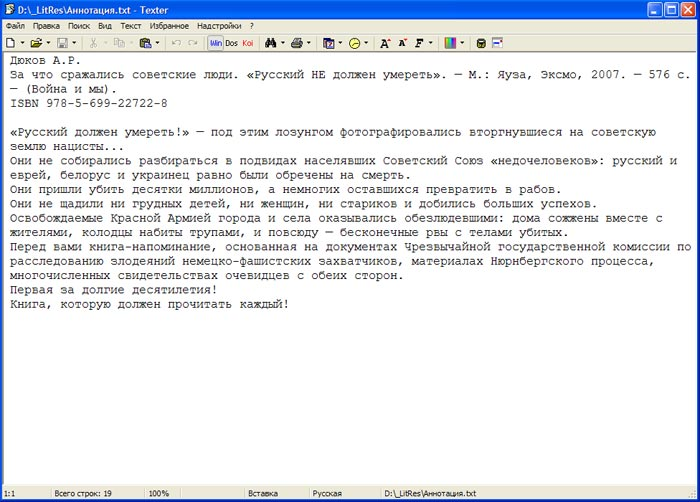 D:\_LitRes\Аннотация.txt - Texter
Файл Правка Поиск Вид Текст Избранное Надстройки ?
Win Dos Koi
Дюков А.Р.
За что сражались советские люди. «Русский НЕ должен умереть». — М.: Яуза, Эксмо, 2007. — 576 с.
— (Война и мы).
ISBN 978-5-699-22722-8
«Русский должен умереть!» — под этим лозунгом фотографировались вторгнувшиеся на советскую
землю нацисты...
Они не собирались разбираться в подвидах населявших Советский Союз «недочеловеков»: русский и
еврей, белорус и украинец равно были обречены на смерть.
Они пришли убить десятки миллионов, а немногих оставшихся превратить в рабов.
Они не щадили ни грудных детей, ни женщин, ни стариков и добились больших успехов.
Освобождаемые Красной Армией города и села оказывались обезлюдевшими: дома сожжены вместе с
жителями, колодцы набиты трупами, и повсюду — бесконечные рвы с телами убитых.
Перед вами книга-напоминание, основанная на документах Чрезвычайной государственной комиссии по
расследованию злодеяний немецко-фашистских захватчиков, материалах Нюрнбергского процесса,
многочисленных свидетельствах очевидцев с обеих сторон.
Первая за долгие десятилетия!
Книга, которую должен прочитать каждый!
1:1 Всего строк: 19 100% Вставка Русская D:\_LitRes\Аннотация.txt